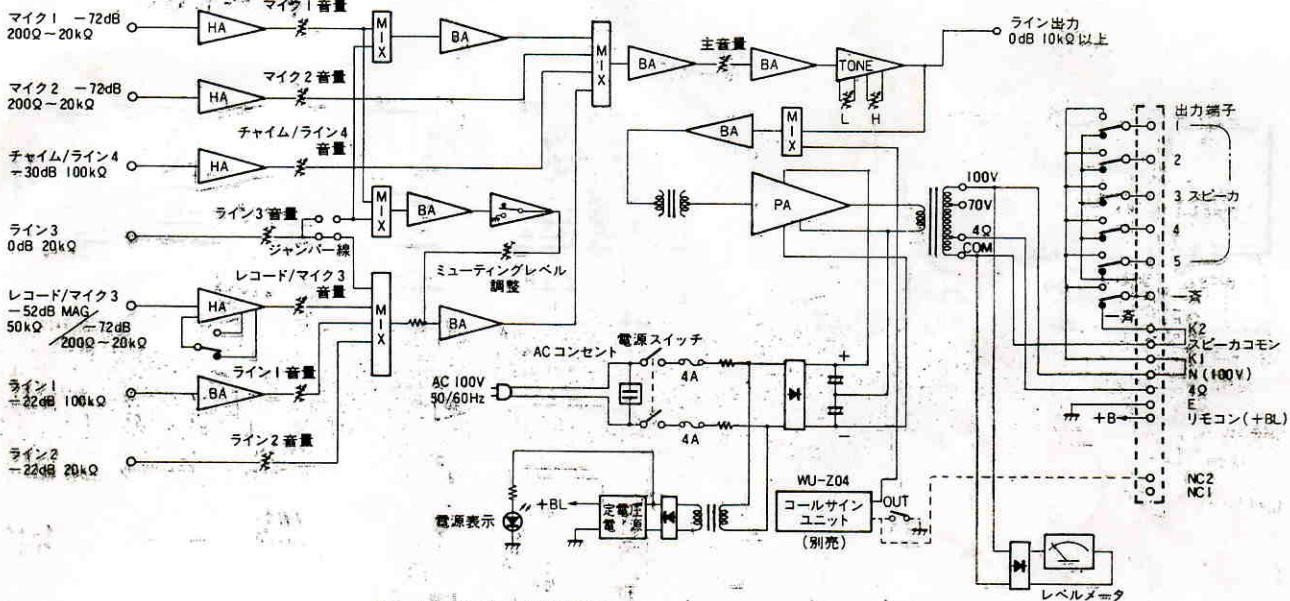 マイク1 -72dB
200Ω~20kΩ
HA
マイク1音量
MIX
BA
MIX
マイク2 -72dB
200Ω~20kΩ
HA
マイク2音量
チャイム/ライン4
-30dB 100kΩ
HA
チャイム/ライン4
音量
ライン3
0dB 20kΩ
ライン3音量
ジャンパー線
MIX
BA
ミューティングレベル
調整
レコード/マイク3
-52dB MAG
50kΩ
-72dB
200Ω~20kΩ
HA
レコード/マイク3
音量
MIX
BA
ライン1
-22dB 100kΩ
BA
ライン1音量
ライン2
-22dB 20kΩ
ライン2音量
BA
主音量
BA
TONE
L
H
ライン出力
0dB 10kΩ以上
BA
MIX
PA
100V
70V
4Ω
COM
出力端子
1
2
3 スピーカ
4
5
一斉
一斉
K2
スピーカコモン
K1
N(100V)
4Ω
E
+B
リモコン(+BL)
NC2
NC1
AC 100V
50/60Hz
ACコンセント
電源スイッチ
4A
4A
+
−
電源表示
+BL
定電圧
電源
WU-Z04
コールサイン
ユニット
(別売)
OUT
レベルメータ